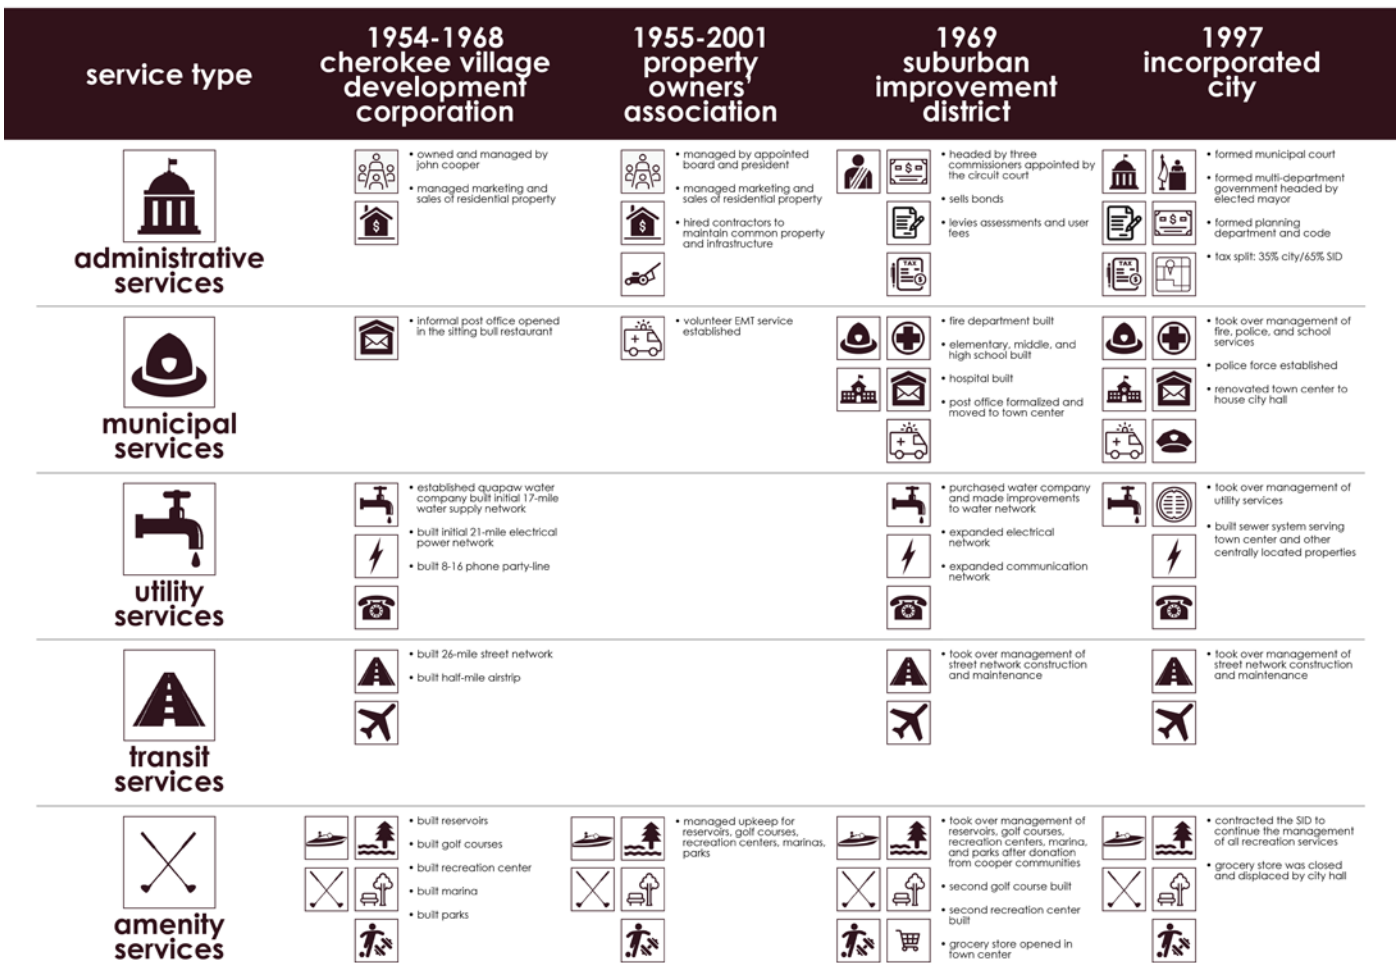 service type
1954-1968
cherokee village
development
corporation
1955-2001
property
owners'
association
1969
suburban
improvement
district
1997
incorporated
city
administrative
services
• owned and managed by
john cooper
• managed marketing and
sales of residential property
• managed by appointed
board and president
• managed marketing and
sales of residential property
• hired contractors to
maintain common property
and infrastructure
• headed by three
commissioners appointed by
the circuit court
• sells bonds
• levies assessments and user
fees
TAX
• formed municipal court
• formed multi-department
government headed by
elected mayor
• formed planning
department and code
• tax split: 35% city/65% SID
TAX
municipal
services
• informal post office opened
in the sitting bull restaurant
• volunteer EMT service
established
• fire department built
• elementary, middle, and
high school built
• hospital built
• post office formalized and
moved to town center
• took over management of
fire, police, and school
services
• police force established
• renovated town center to
house city hall
utility
services
• established quapaw water
company built initial 17-mile
water supply network
• built initial 21-mile electrical
power network
• built 8-16 phone party-line
• purchased water company
and made improvements
to water network
• expanded electrical
network
• expanded communication
network
• took over management of
utility services
• built sewer system serving
town center and other
centrally located properties
transit
services
• built 26-mile street network
• built half-mile airstrip
• took over management of
street network construction
and maintenance
• took over management of
street network construction
and maintenance
amenity
services
• built reservoirs
• built golf courses
• built recreation center
• built marina
• built parks
• managed upkeep for
reservoirs, golf courses,
recreation centers, marinas,
parks
• took over management of
reservoirs, golf courses,
recreation centers, marina,
and parks after donation
from cooper communities
• second golf course built
• second recreation center
built
• grocery store opened in
town center
• contracted the SID to
continue the management
of all recreation services
• grocery store was closed
and displaced by city hall